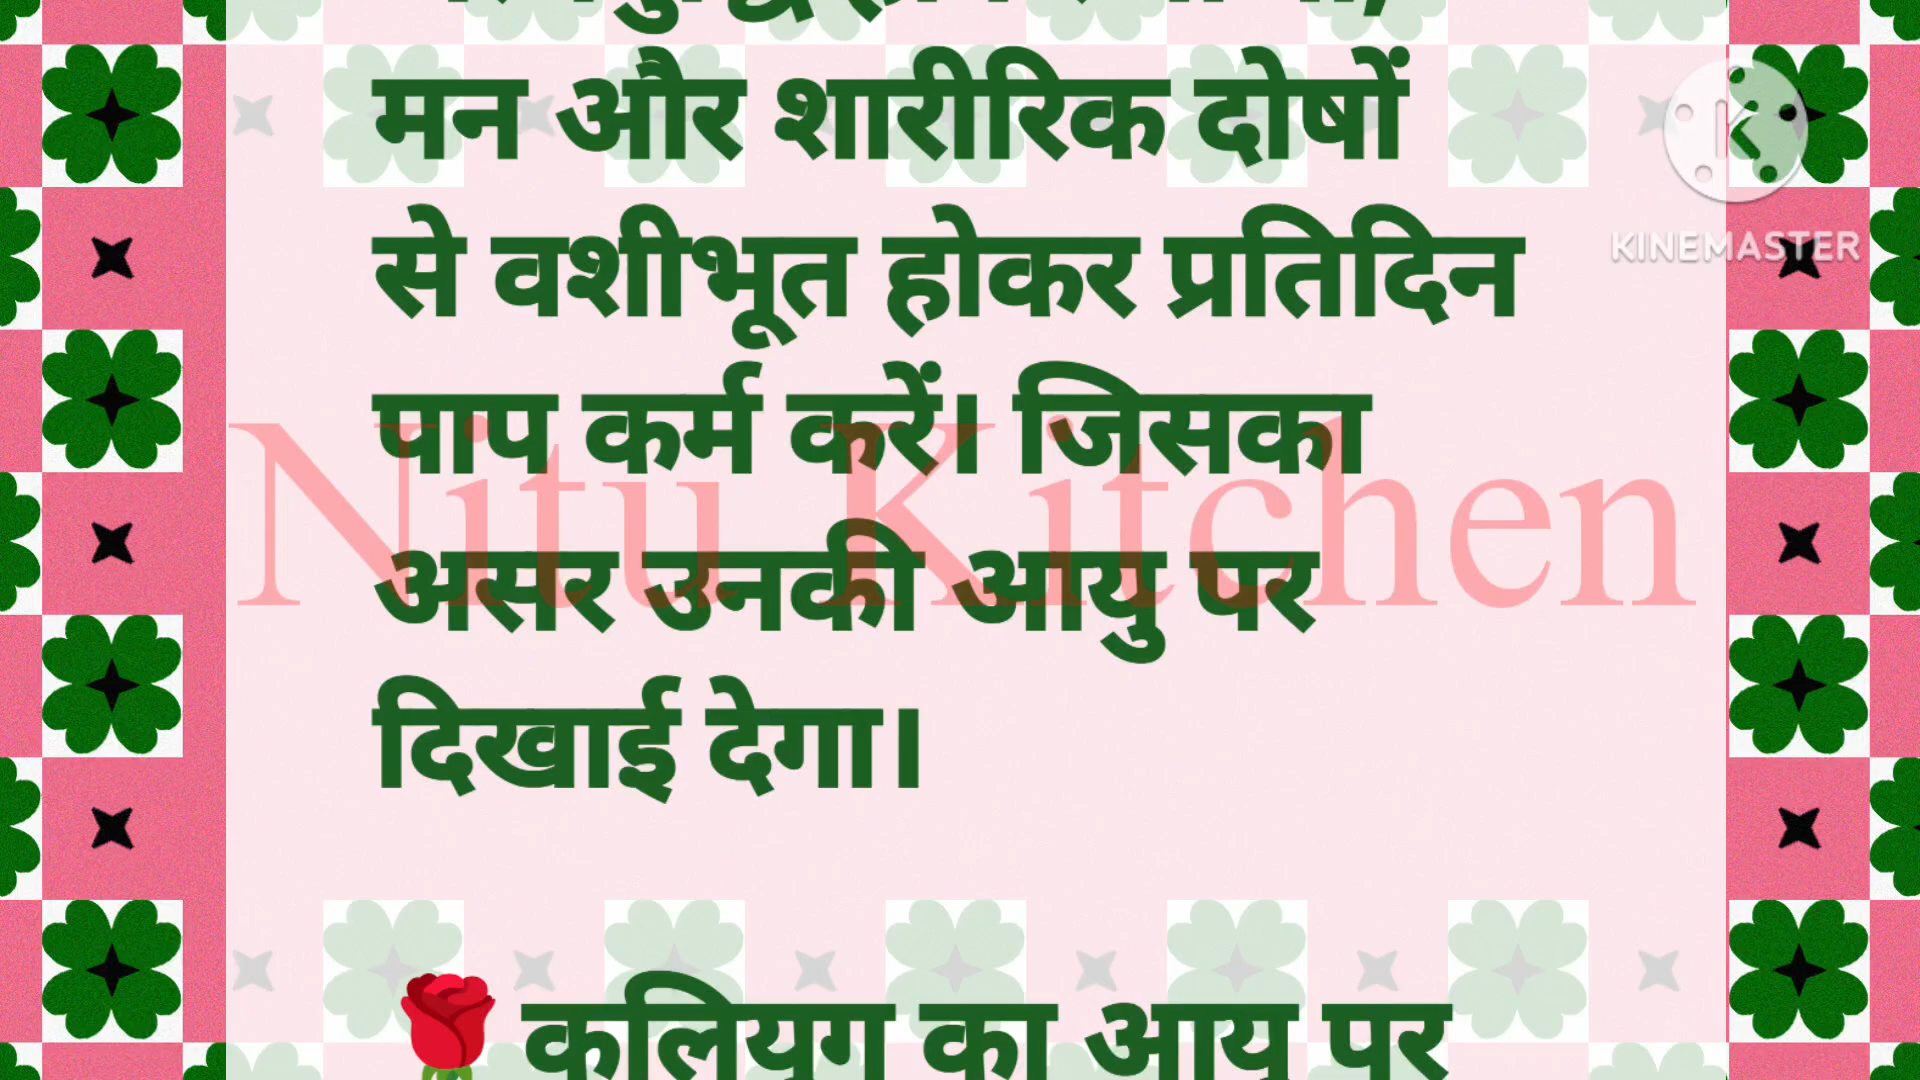 मन और शारीरिक दोषों
से वशीभूत होकर प्रतिदिन
पाप कर्म करें। जिसका
असर उनकी आयु पर
दिखाई देगा।
कलियुग का आयु पर
KINEMASTER
Nitu Kitchen